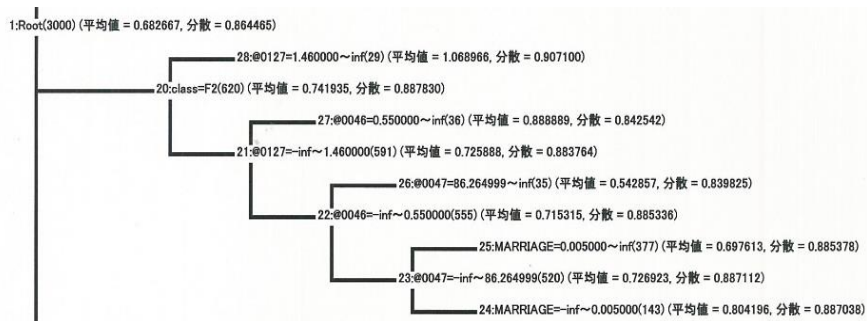 1:Root(3000) (平均値 = 0.682667, 分散 = 0.864465)
28:@0127=1.460000~inf(29) (平均値 = 1.068966, 分散 = 0.907100)
20:class=F2(620) (平均値 = 0.741935, 分散 = 0.887830)
27:@0046=0.550000~inf(36) (平均値 = 0.888889, 分散 = 0.842542)
21:@0127=-inf~1.460000(591) (平均値 = 0.725888, 分散 = 0.883764)
26:@0047=86.264999~inf(35) (平均値 = 0.542857, 分散 = 0.839825)
22:@0046=-inf~0.550000(555) (平均値 = 0.715315, 分散 = 0.885336)
25:MARRIAGE=0.005000~inf(377) (平均値 = 0.697613, 分散 = 0.885378)
23:@0047=-inf~86.264999(520) (平均値 = 0.726923, 分散 = 0.887112)
24:MARRIAGE=-inf~0.005000(143) (平均値 = 0.804196, 分散 = 0.887038)